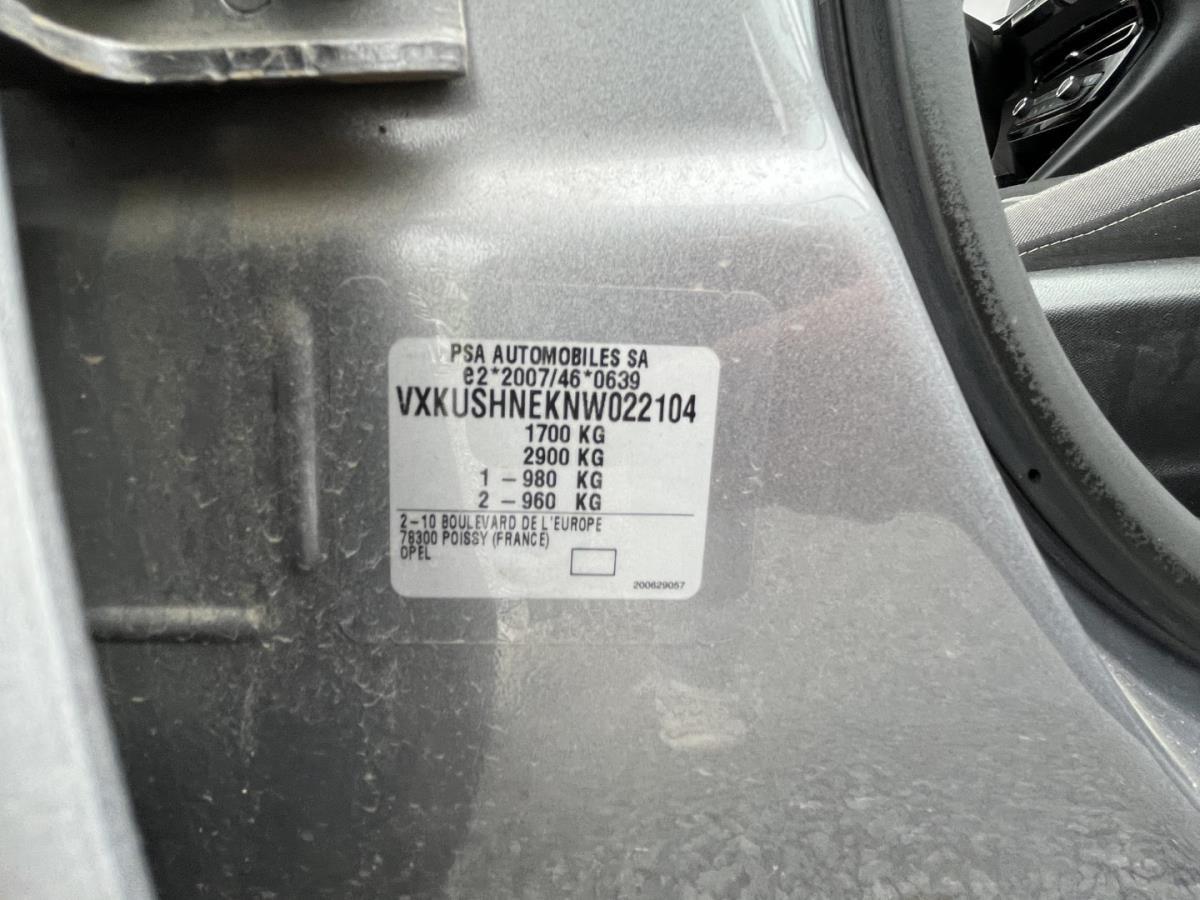 PSA AUTOMOBILES SA
e2*2007/46*0639
VXKUSHNEKNW022104
1700 KG
2900 KG
1 – 980 KG
2 – 960 KG
2–10 BOULEVARD DE L'EUROPE
78300 POISSY (FRANCE)
OPEL
200629057